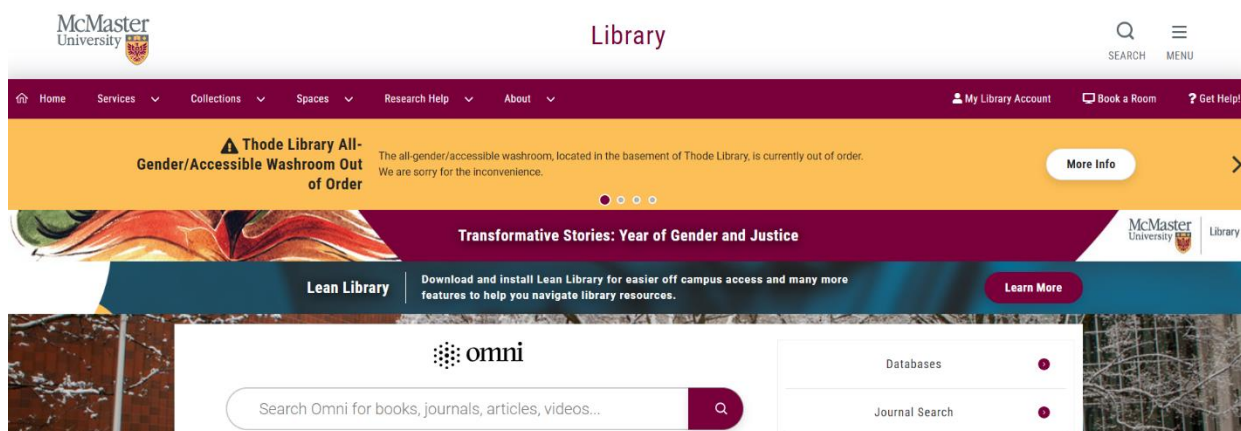 McMaster
University
Library
SEARCH MENU
Home Services Collections Spaces Research Help About My Library Account Book a Room ? Get Help!
Thode Library All-
Gender/Accessible Washroom Out
of Order
The all-gender/accessible washroom, located in the basement of Thode Library, is currently out of order.
We are sorry for the inconvenience.
More Info
Transformative Stories: Year of Gender and Justice
McMaster
University
Library
Lean Library
Download and install Lean Library for easier off campus access and many more
features to help you navigate library resources.
Learn More
omni
Search Omni for books, journals, articles, videos...
Databases
Journal Search